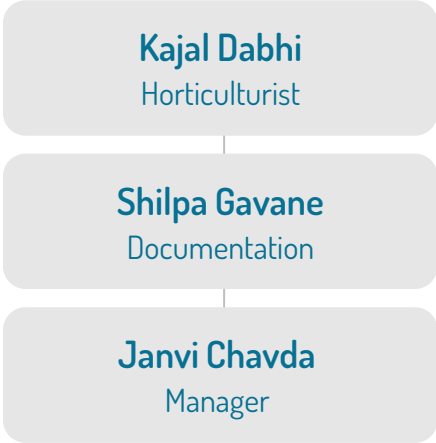 Kajal Dabhi
Horticulturist
Shilpa Gavane
Documentation
Janvi Chavda
Manager